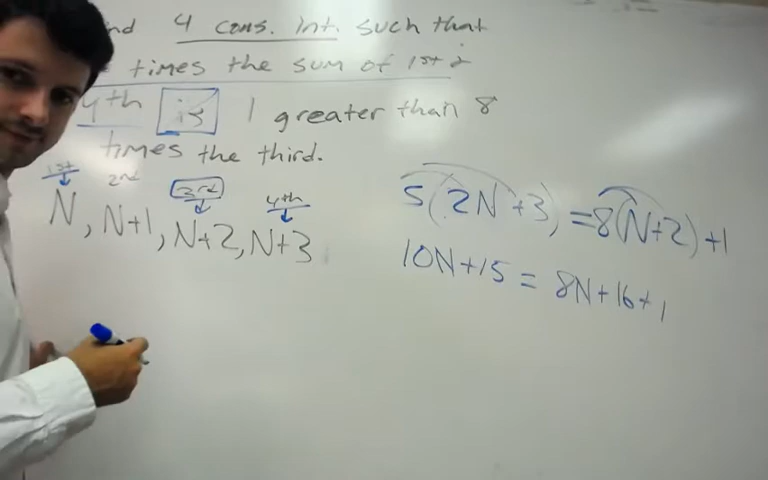 nd 4 cons. int. such that
times the sum of 1st &
4th is 1 greater than 8
times the third.
1st 2nd 3rd 4th
N, N+1, N+2, N+3
5(2N+3) = 8(N+2)+1
10N+15 = 8N+16+1